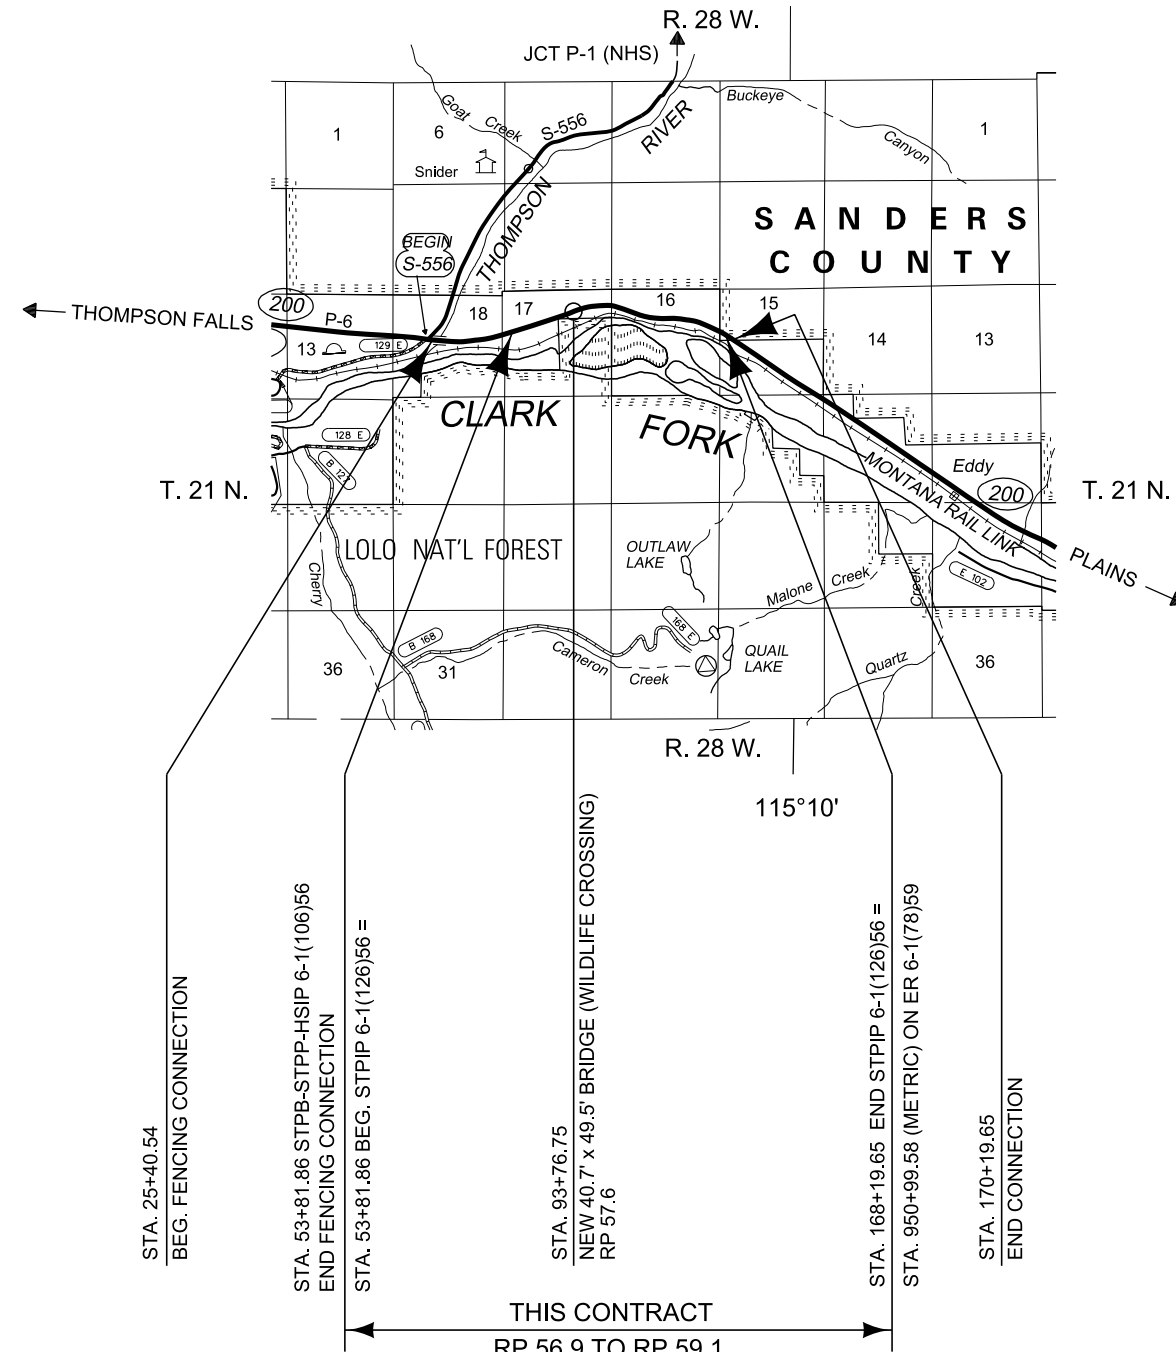 R. 28 W.
JCT P-1 (NHS)
Goat
Creek
S-556
RIVER
Buckeye
Canyon
1
6
1
Snider
THOMPSON
SANDERS
COUNTY
BEGIN
S-556
200
THOMPSON FALLS
P-6
18
17
16
15
14
13
13
129 E
CLARK
FORK
128 E
B 123
MONTANA RAIL LINK
Eddy
200
T. 21 N.
T. 21 N.
PLAINS
LOLO NAT'L FOREST
OUTLAW
LAKE
Cherry
Malone Creek
Creek
E 102
B 168
168 E
Cameron
Creek
QUAIL
LAKE
Quartz
36
31
36
R. 28 W.
115°10'
STA. 25+40.54
BEG. FENCING CONNECTION
STA. 53+81.86 STPB-STPP-HSIP 6-1(106)56
END FENCING CONNECTION
STA. 53+81.86 BEG. STPIP 6-1(126)56 =
STA. 93+76.75
NEW 40.7' x 49.5' BRIDGE (WILDLIFE CROSSING)
RP 57.6
STA. 168+19.65 END STPIP 6-1(126)56 =
STA. 950+99.58 (METRIC) ON ER 6-1(78)59
STA. 170+19.65
END CONNECTION
THIS CONTRACT
RP 56.9 TO RP 59.1